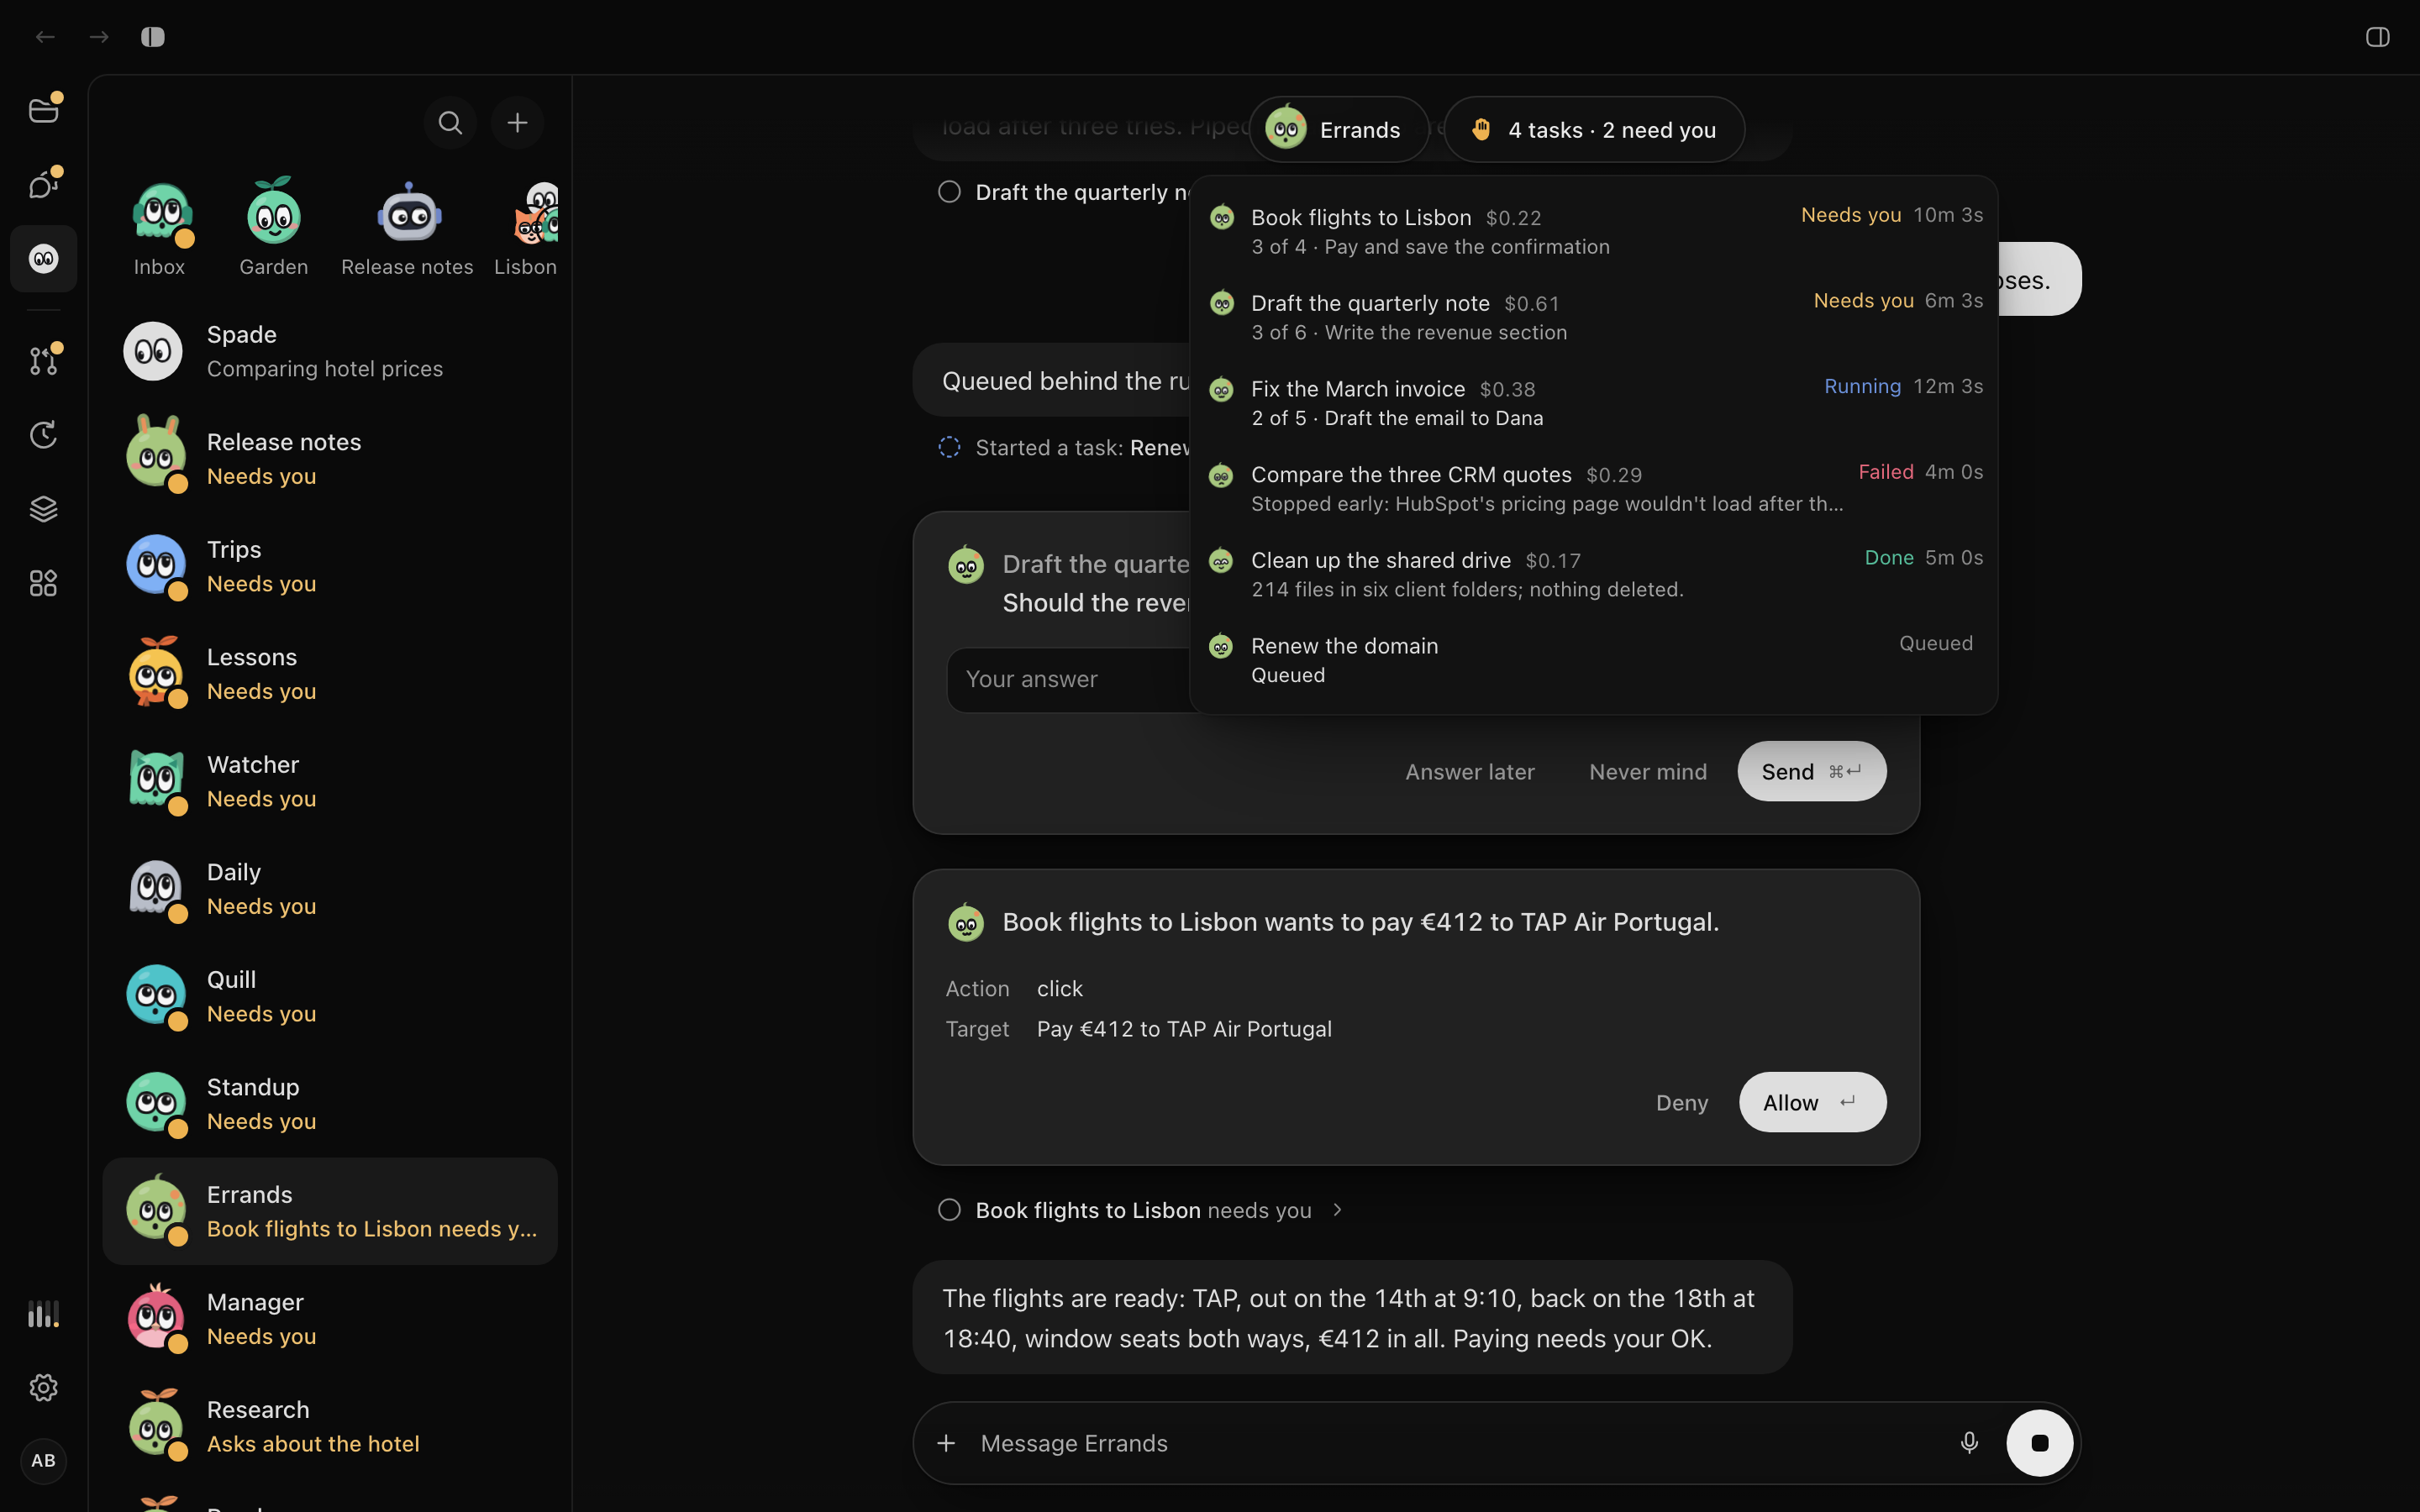 Inbox
Garden
Release notes
Lisbon
Spade
Comparing hotel prices
Release notes
Needs you
Trips
Needs you
Lessons
Needs you
Watcher
Needs you
Daily
Needs you
Quill
Needs you
Standup
Needs you
Errands
Book flights to Lisbon needs y...
Manager
Needs you
Research
Asks about the hotel
AB
load after three tries.
Errands
4 tasks · 2 need you
Draft the quarterly
Book flights to Lisbon $0.22
Needs you 10m 3s
3 of 4 · Pay and save the confirmation
Draft the quarterly note $0.61
Needs you 6m 3s
3 of 6 · Write the revenue section
Fix the March invoice $0.38
Running 12m 3s
2 of 5 · Draft the email to Dana
Compare the three CRM quotes $0.29
Failed 4m 0s
Stopped early: HubSpot's pricing page wouldn't load after th...
Clean up the shared drive $0.17
Done 5m 0s
214 files in six client folders; nothing deleted.
Renew the domain
Queued
Queued
Queued behind the
Started a task:
Draft the
Should the
Your answer
Answer later
Never mind
Send ⌘↵
Book flights to Lisbon wants to pay €412 to TAP Air Portugal.
Action click
Target Pay €412 to TAP Air Portugal
Deny
Allow ↵
Book flights to Lisbon needs you
The flights are ready: TAP, out on the 14th at 9:10, back on the 18th at
18:40, window seats both ways, €412 in all. Paying needs your OK.
Message Errands